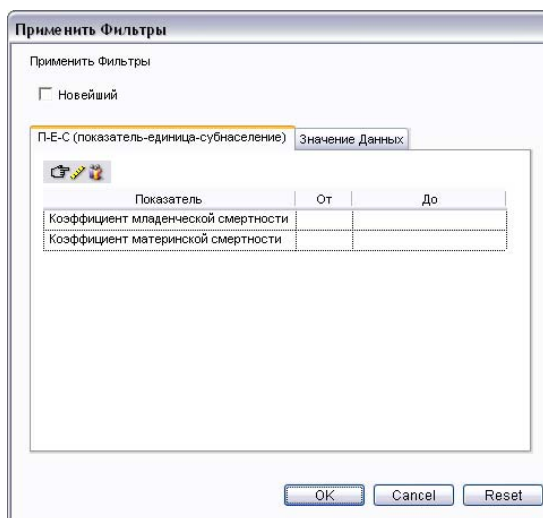 Применить Фильтры
Применить Фильтры
Новейший
П-Е-С (показатель-единица-субнаселение) Значение Данных
Показатель От До
Коэффициент младенческой смертности
Коэффициент материнской смертности
OK Cancel Reset